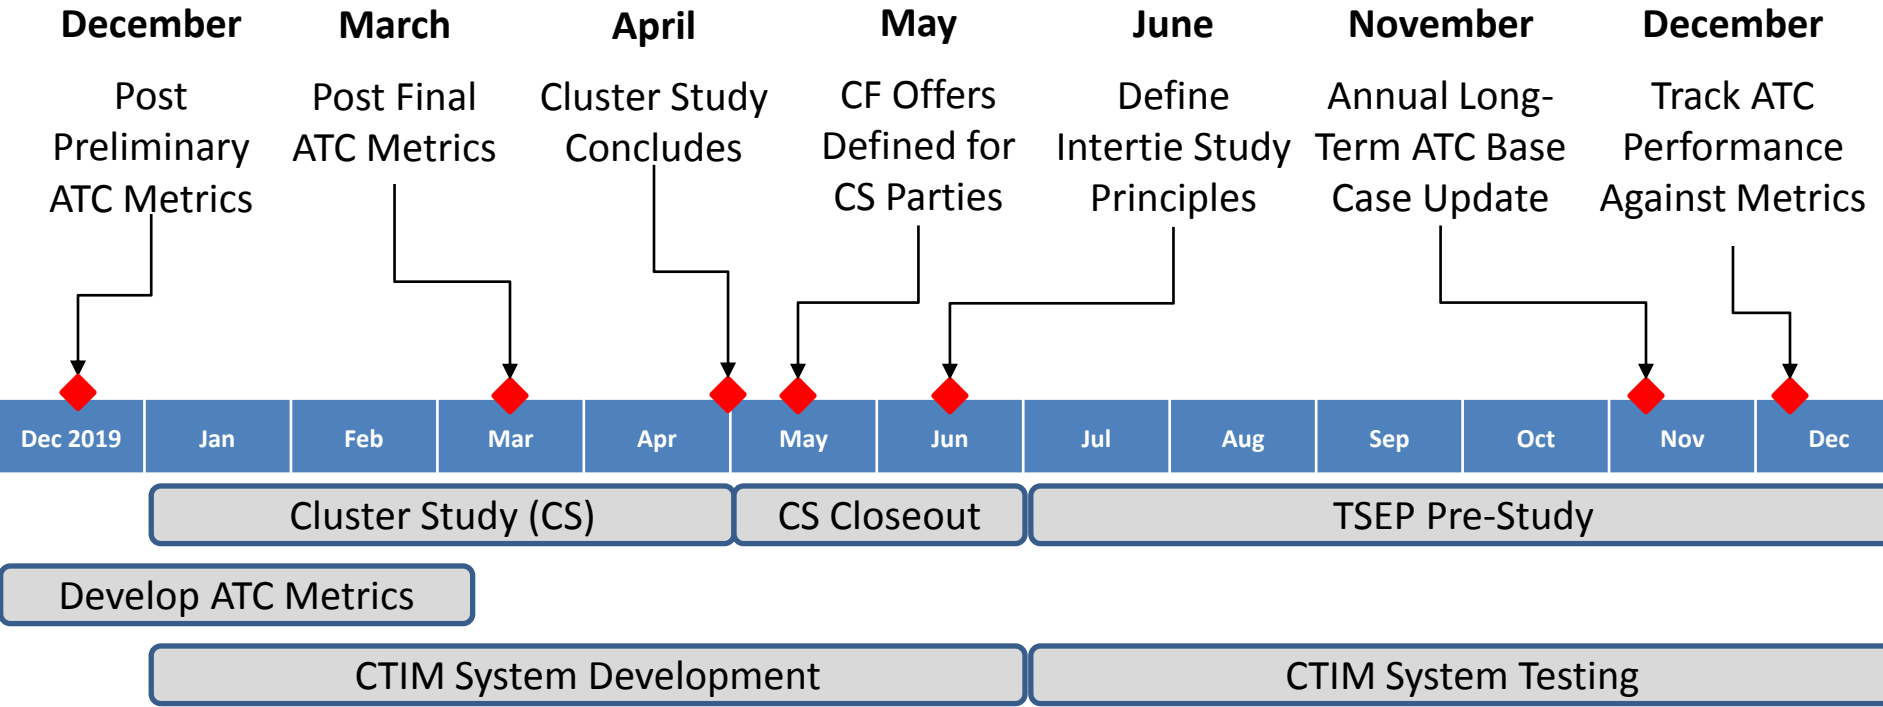 December
Post
Preliminary
ATC Metrics
March
Post Final
ATC Metrics
April
Cluster Study
Concludes
May
CF Offers
Defined for
CS Parties
June
Define
Intertie Study
Principles
November
Annual Long-
Term ATC Base
Case Update
December
Track ATC
Performance
Against Metrics
Dec 2019
Jan
Feb
Mar
Apr
May
Jun
Jul
Aug
Sep
Oct
Nov
Dec
Cluster Study (CS)
CS Closeout
TSEP Pre-Study
Develop ATC Metrics
CTIM System Development
CTIM System Testing